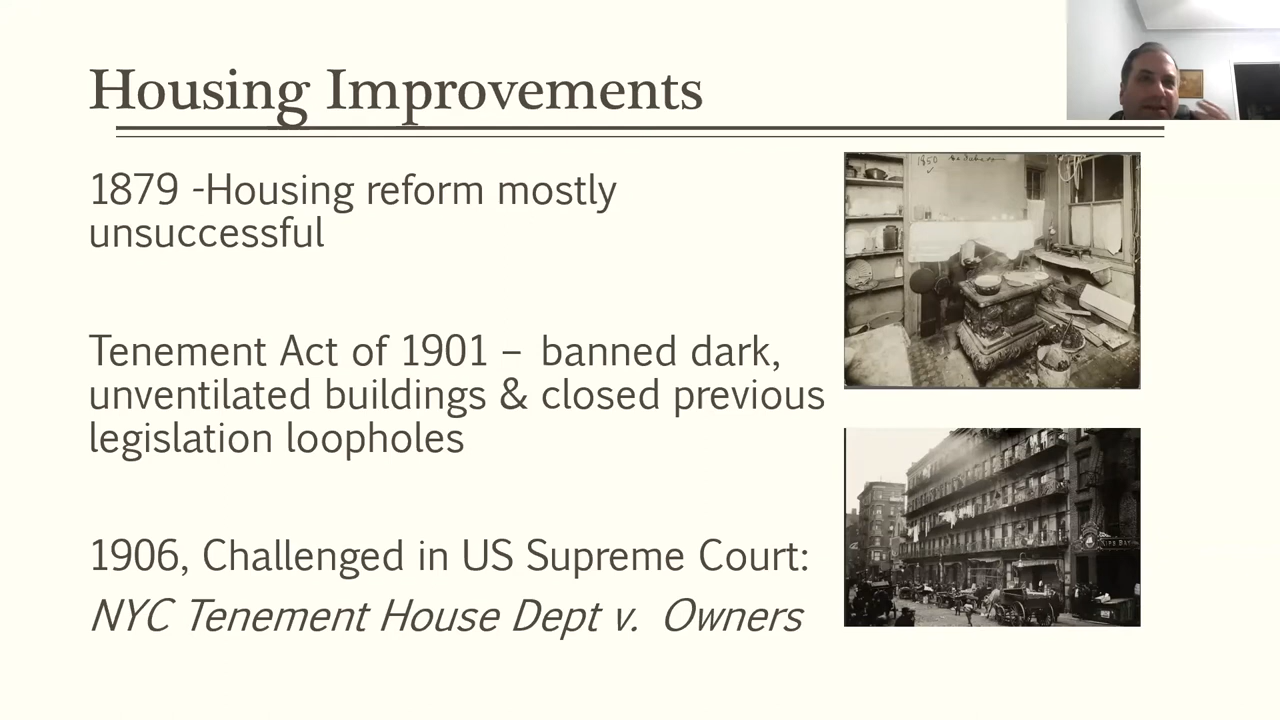 Housing Improvements
1879 -Housing reform mostly
unsuccessful
Tenement Act of 1901 – banned dark,
unventilated buildings & closed previous
legislation loopholes
1906, Challenged in US Supreme Court:
NYC Tenement House Dept v. Owners
1850